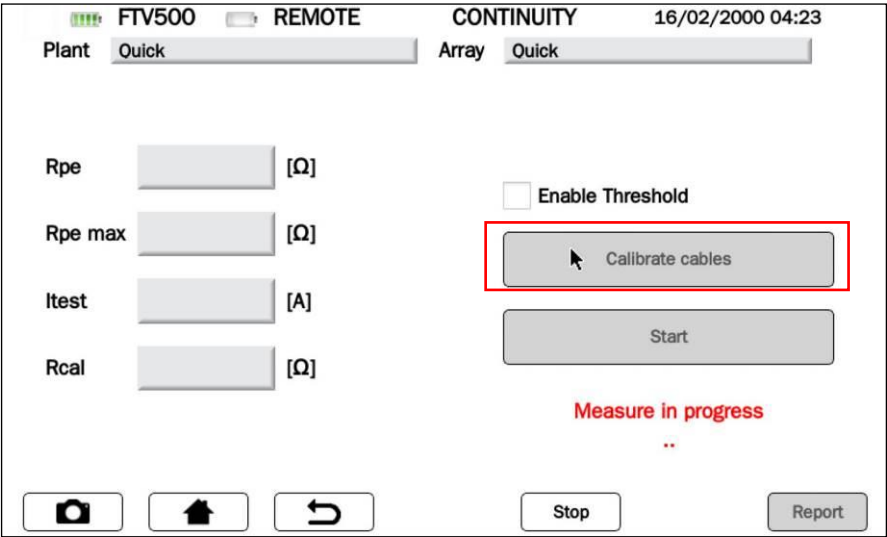 FTV500 REMOTE CONTINUITY 16/02/2000 04:23
Plant Quick Array Quick
Rpe [Ω]
Enable Threshold
Rpe max [Ω]
Calibrate cables
Itest [A]
Start
Rcal [Ω]
Measure in progress
..
Stop Report